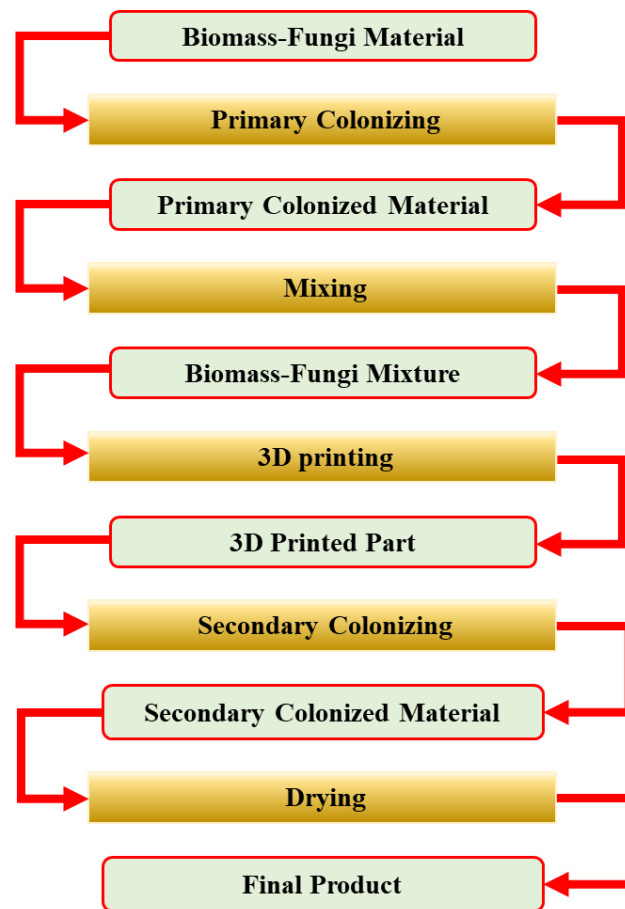 Biomass-Fungi Material
Primary Colonizing
Primary Colonized Material
Mixing
Biomass-Fungi Mixture
3D printing
3D Printed Part
Secondary Colonizing
Secondary Colonized Material
Drying
Final Product